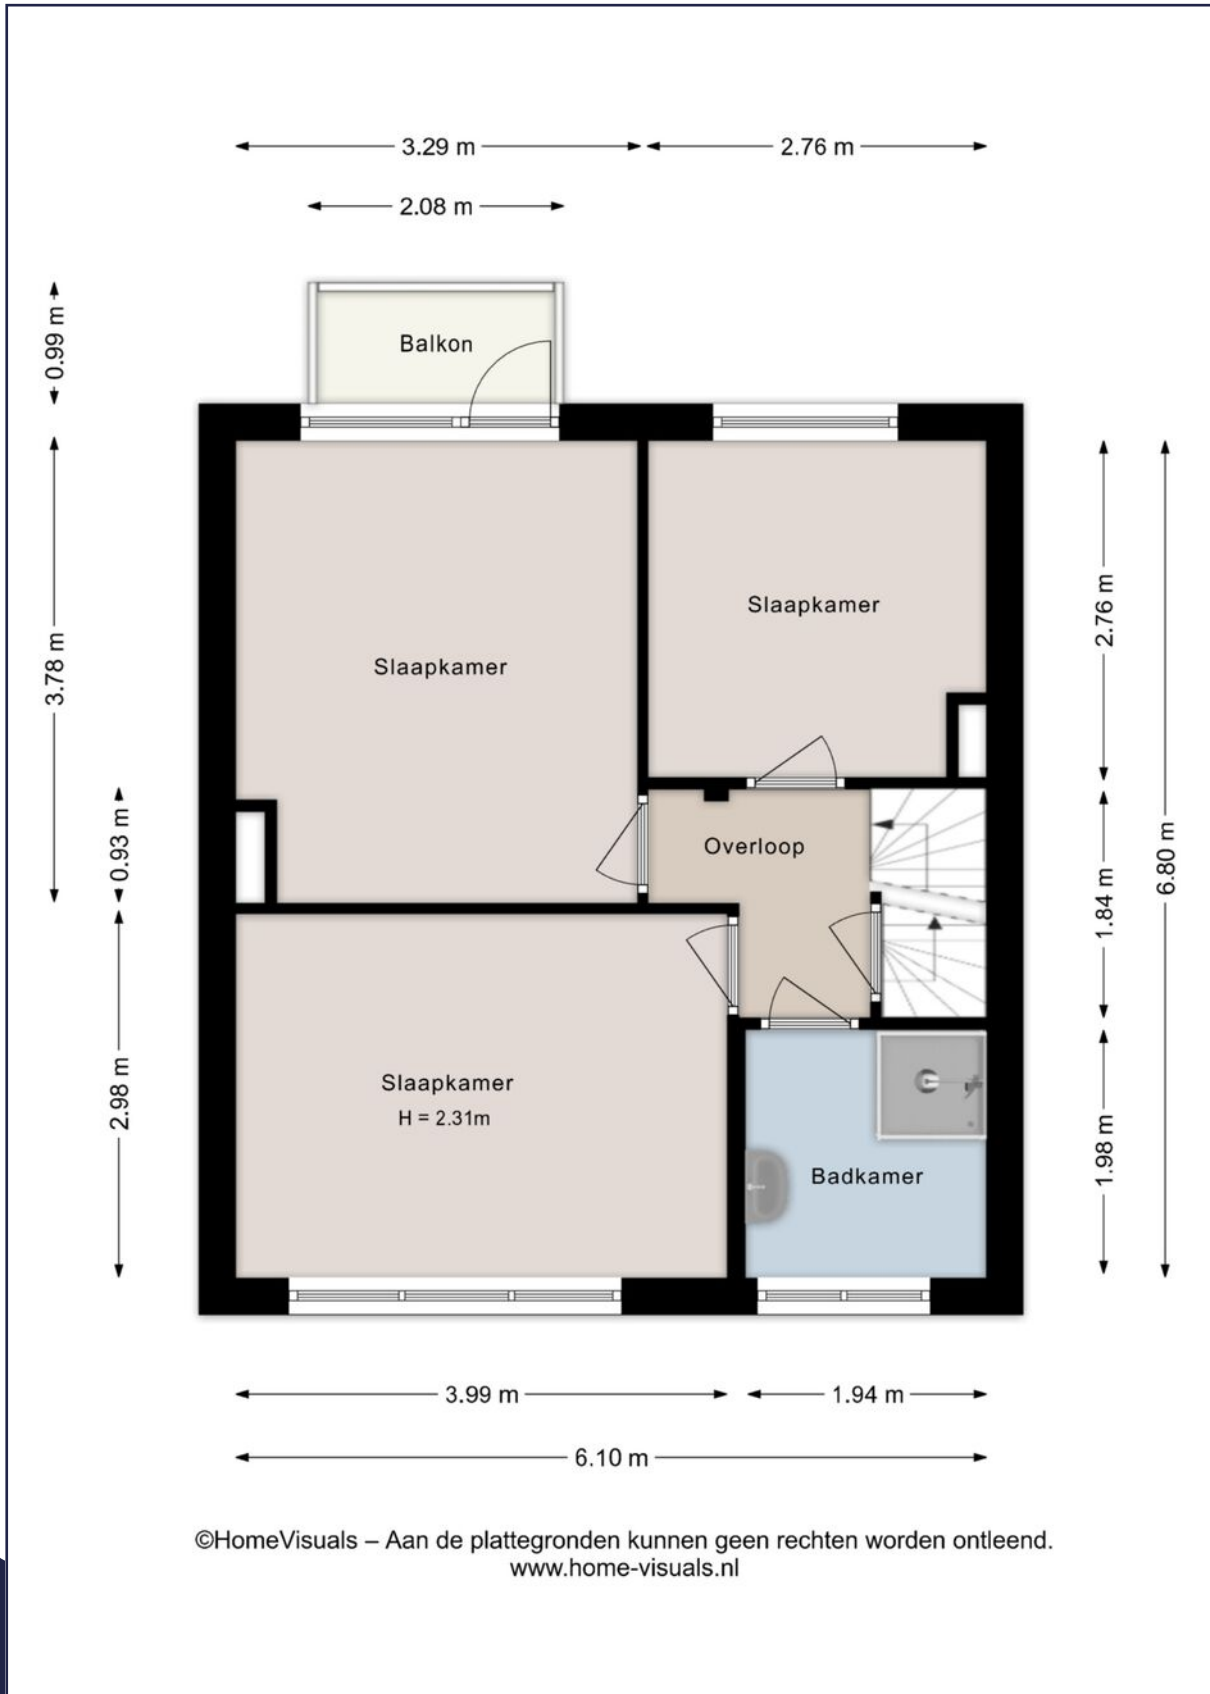 3.29 m
2.76 m
2.08 m
0.99 m
Balkon
3.78 m
2.76 m
Slaapkamer
Slaapkamer
0.93 m
Overloop
1.84 m
6.80 m
2.98 m
Slaapkamer
H = 2.31m
Badkamer
1.98 m
3.99 m
1.94 m
6.10 m
©HomeVisuals – Aan de plattegronden kunnen geen rechten worden ontleend.
www.home-visuals.nl